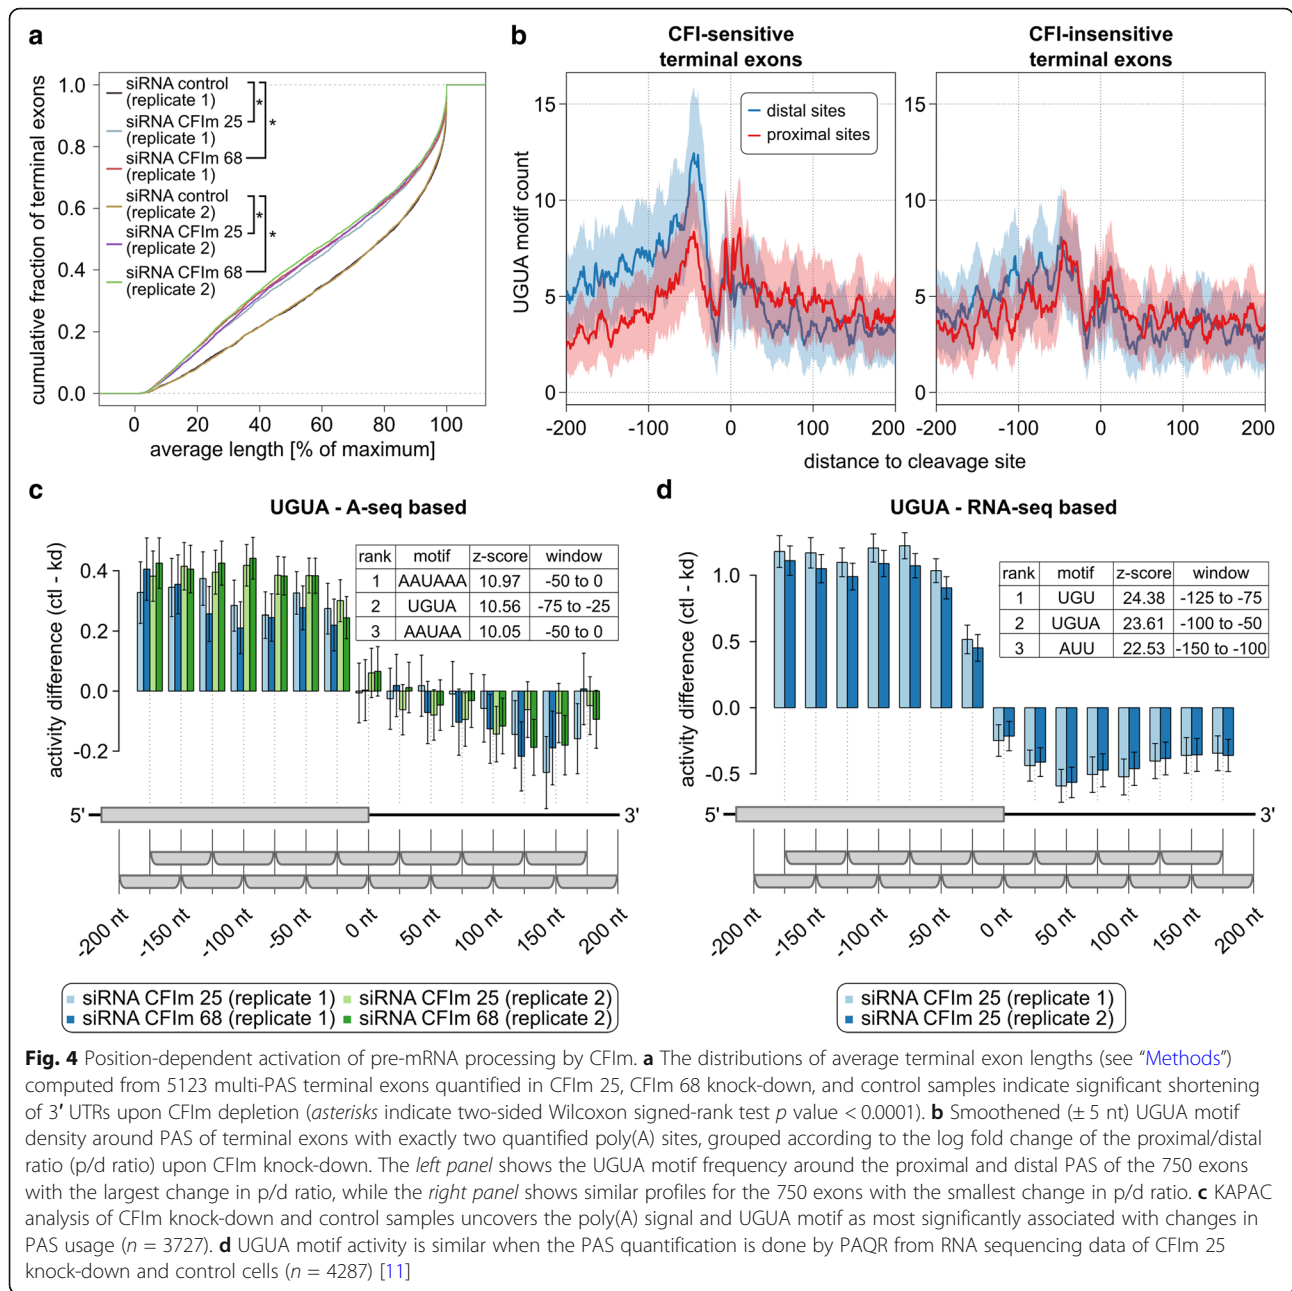 a
cumulative fraction of terminal exons
1.0
0.8
0.6
0.4
0.2
0.0
siRNA control
(replicate 1)
siRNA CFIm 25
(replicate 1)
siRNA CFIm 68
(replicate 1)
siRNA control
(replicate 2)
siRNA CFIm 25
(replicate 2)
siRNA CFIm 68
(replicate 2)
*
*
*
*
0 20 40 60 80 100
average length [% of maximum]
b
CFI-sensitive
terminal exons
CFI-insensitive
terminal exons
UGUA motif count
15
10
5
0
distal sites
proximal sites
-200 -100 0 100 200
15
10
5
0
-200 -100 0 100 200
distance to cleavage site
c
UGUA - A-seq based
activity difference (ctl - kd)
0.4
0.2
0.0
-0.2
rank motif z-score window
1 AAUAAA 10.97 -50 to 0
2 UGUA 10.56 -75 to -25
3 AAUAA 10.05 -50 to 0
5' 3'
-200 nt -150 nt -100 nt -50 nt 0 nt 50 nt 100 nt 150 nt 200 nt
siRNA CFIm 25 (replicate 1) siRNA CFIm 25 (replicate 2)
siRNA CFIm 68 (replicate 1) siRNA CFIm 68 (replicate 2)
d
UGUA - RNA-seq based
activity difference (ctl - kd)
1.0
0.5
0.0
-0.5
rank motif z-score window
1 UGU 24.38 -125 to -75
2 UGUA 23.61 -100 to -50
3 AUU 22.53 -150 to -100
5' 3'
-200 nt -150 nt -100 nt -50 nt 0 nt 50 nt 100 nt 150 nt 200 nt
siRNA CFIm 25 (replicate 1)
siRNA CFIm 25 (replicate 2)
Fig. 4 Position-dependent activation of pre-mRNA processing by CFIm. a The distributions of average terminal exon lengths (see “Methods”)
computed from 5123 multi-PAS terminal exons quantified in CFIm 25, CFIm 68 knock-down, and control samples indicate significant shortening
of 3′ UTRs upon CFIm depletion (asterisks indicate two-sided Wilcoxon signed-rank test p value < 0.0001). b Smoothened (± 5 nt) UGUA motif
density around PAS of terminal exons with exactly two quantified poly(A) sites, grouped according to the log fold change of the proximal/distal
ratio (p/d ratio) upon CFIm knock-down. The left panel shows the UGUA motif frequency around the proximal and distal PAS of the 750 exons
with the largest change in p/d ratio, while the right panel shows similar profiles for the 750 exons with the smallest change in p/d ratio. c KAPAC
analysis of CFIm knock-down and control samples uncovers the poly(A) signal and UGUA motif as most significantly associated with changes in
PAS usage (n = 3727). d UGUA motif activity is similar when the PAS quantification is done by PAQR from RNA sequencing data of CFIm 25
knock-down and control cells (n = 4287) [11]